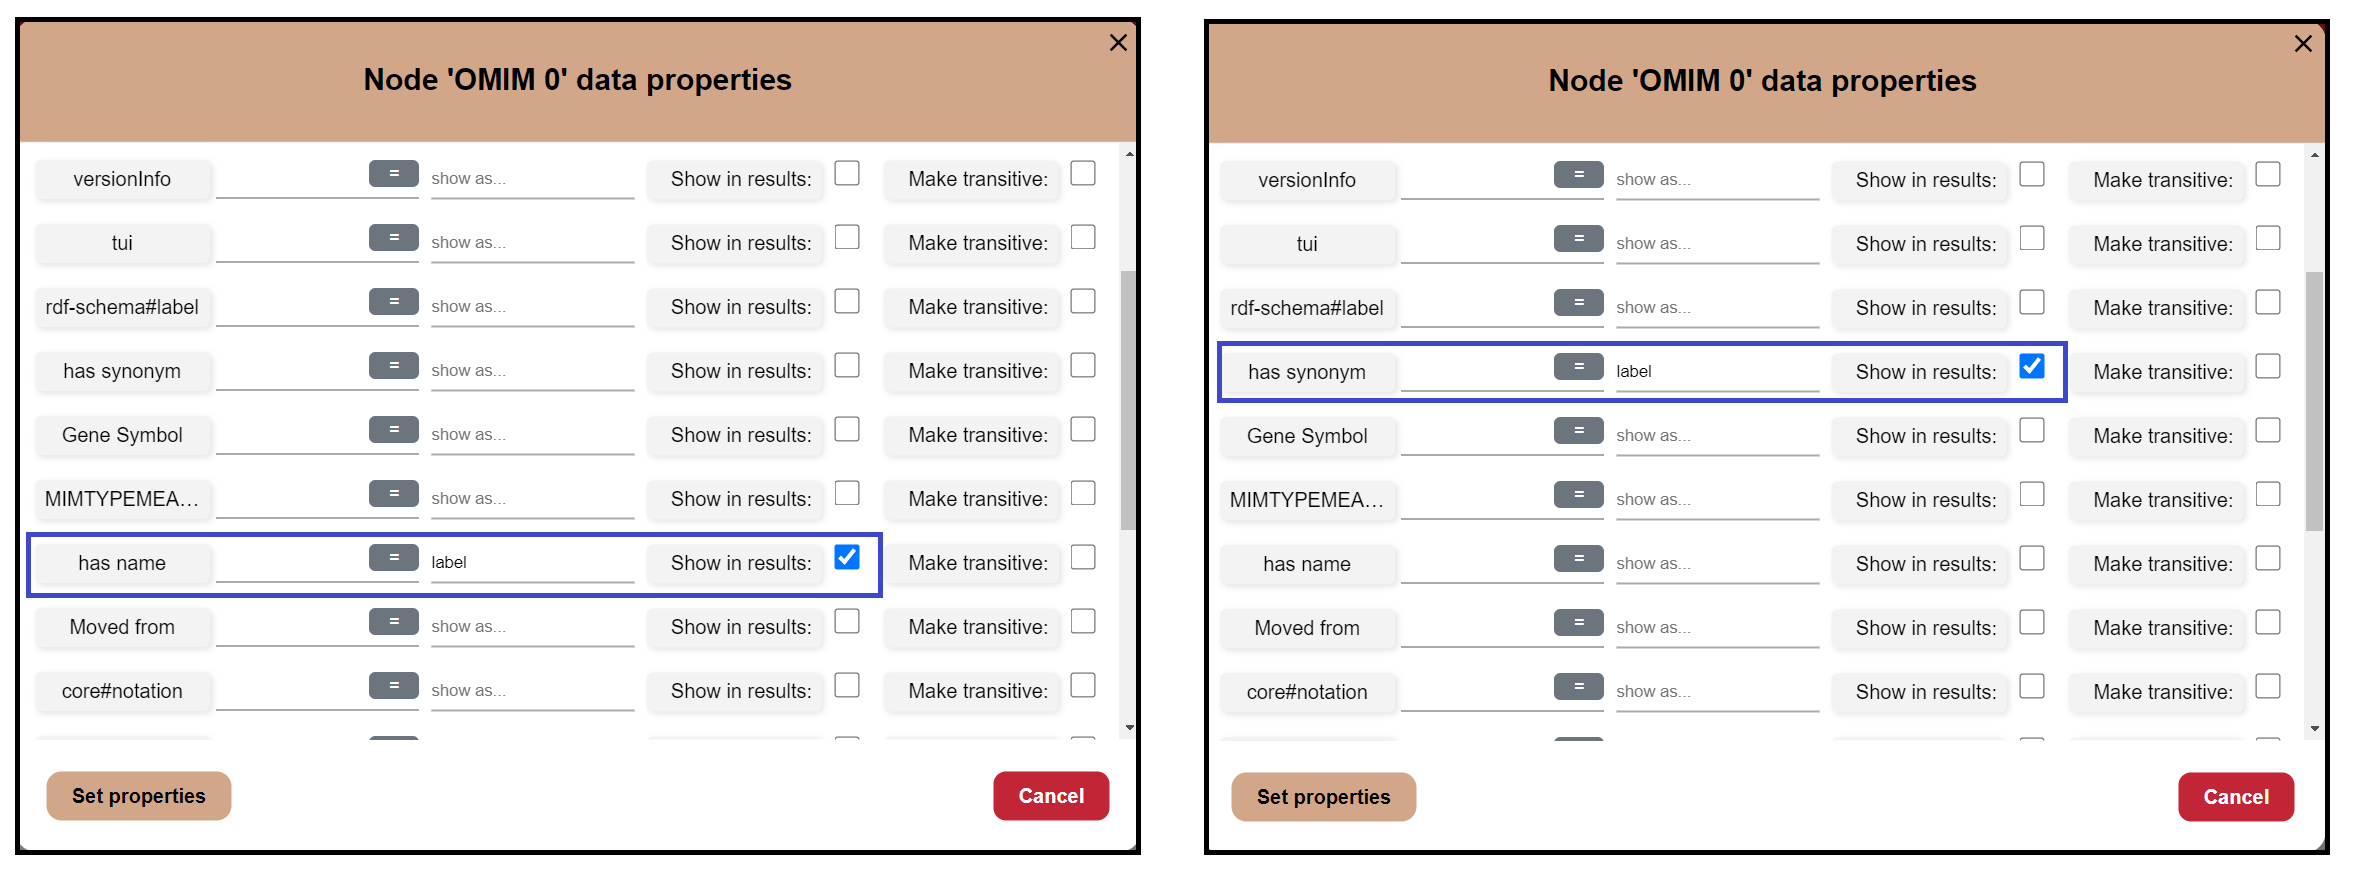 Node 'OMIM 0' data properties
versionInfo = show as... Show in results: Make transitive:
tui = show as... Show in results: Make transitive:
rdf-schema#label = show as... Show in results: Make transitive:
has synonym = show as... Show in results: Make transitive:
Gene Symbol = show as... Show in results: Make transitive:
MIMTYPEMEA... = show as... Show in results: Make transitive:
has name = label Show in results: Make transitive:
Moved from = show as... Show in results: Make transitive:
core#notation = show as... Show in results: Make transitive:
Set properties Cancel
Node 'OMIM 0' data properties
versionInfo = show as... Show in results: Make transitive:
tui = show as... Show in results: Make transitive:
rdf-schema#label = show as... Show in results: Make transitive:
has synonym = label Show in results: Make transitive:
Gene Symbol = show as... Show in results: Make transitive:
MIMTYPEMEA... = show as... Show in results: Make transitive:
has name = show as... Show in results: Make transitive:
Moved from = show as... Show in results: Make transitive:
core#notation = show as... Show in results: Make transitive:
Set properties Cancel